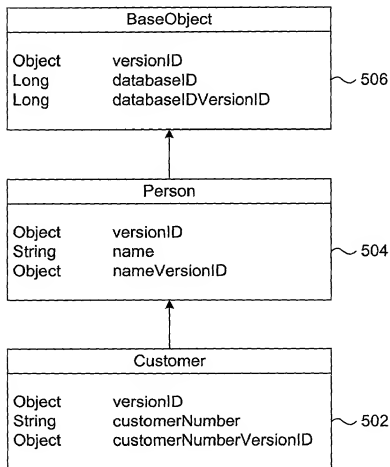 BaseObject
Object versionID
Long databaseID
Long databaseIDVersionID
506
Person
Object versionID
String name
Object nameVersionID
504
Customer
Object versionID
String customerNumber
Object customerNumberVersionID
502